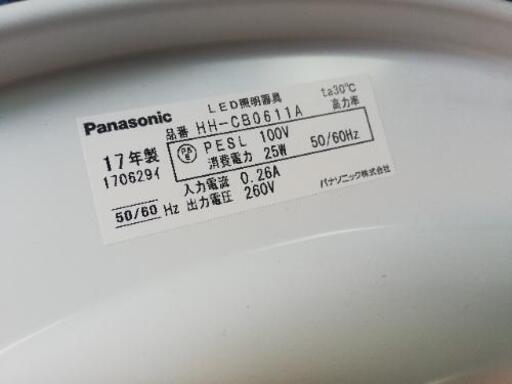 LED照明器具 ta30℃
Panasonic 品番 HH-CB0611A 高力率
17年製 PSE PESL 100V 50/60Hz
170629イ 消費電力 25W
入力電流 0.26A
50/60 Hz 出力電圧 260V パナソニック株式会社